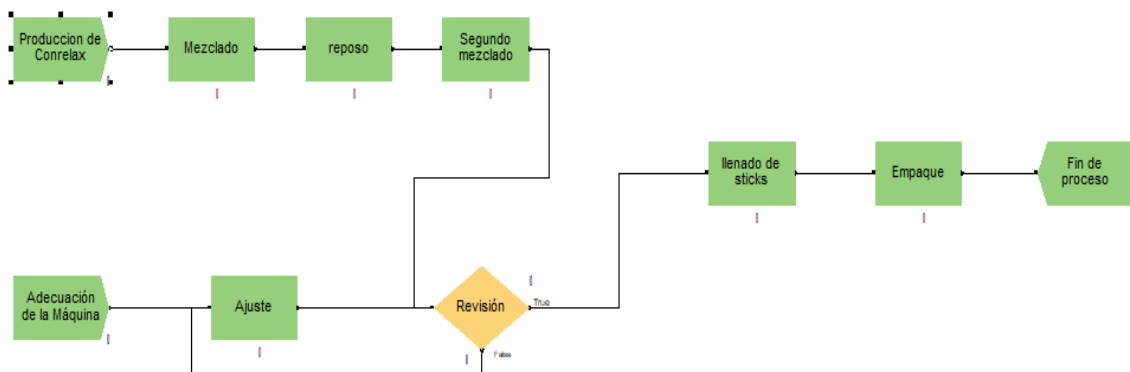 Produccion de
Conrelax
Mezclado
reposo
Segundo
mezclado
llenado de
sticks
Empaque
Fin de
proceso
Adecuación
de la Máquina
Ajuste
Revisión
True
False